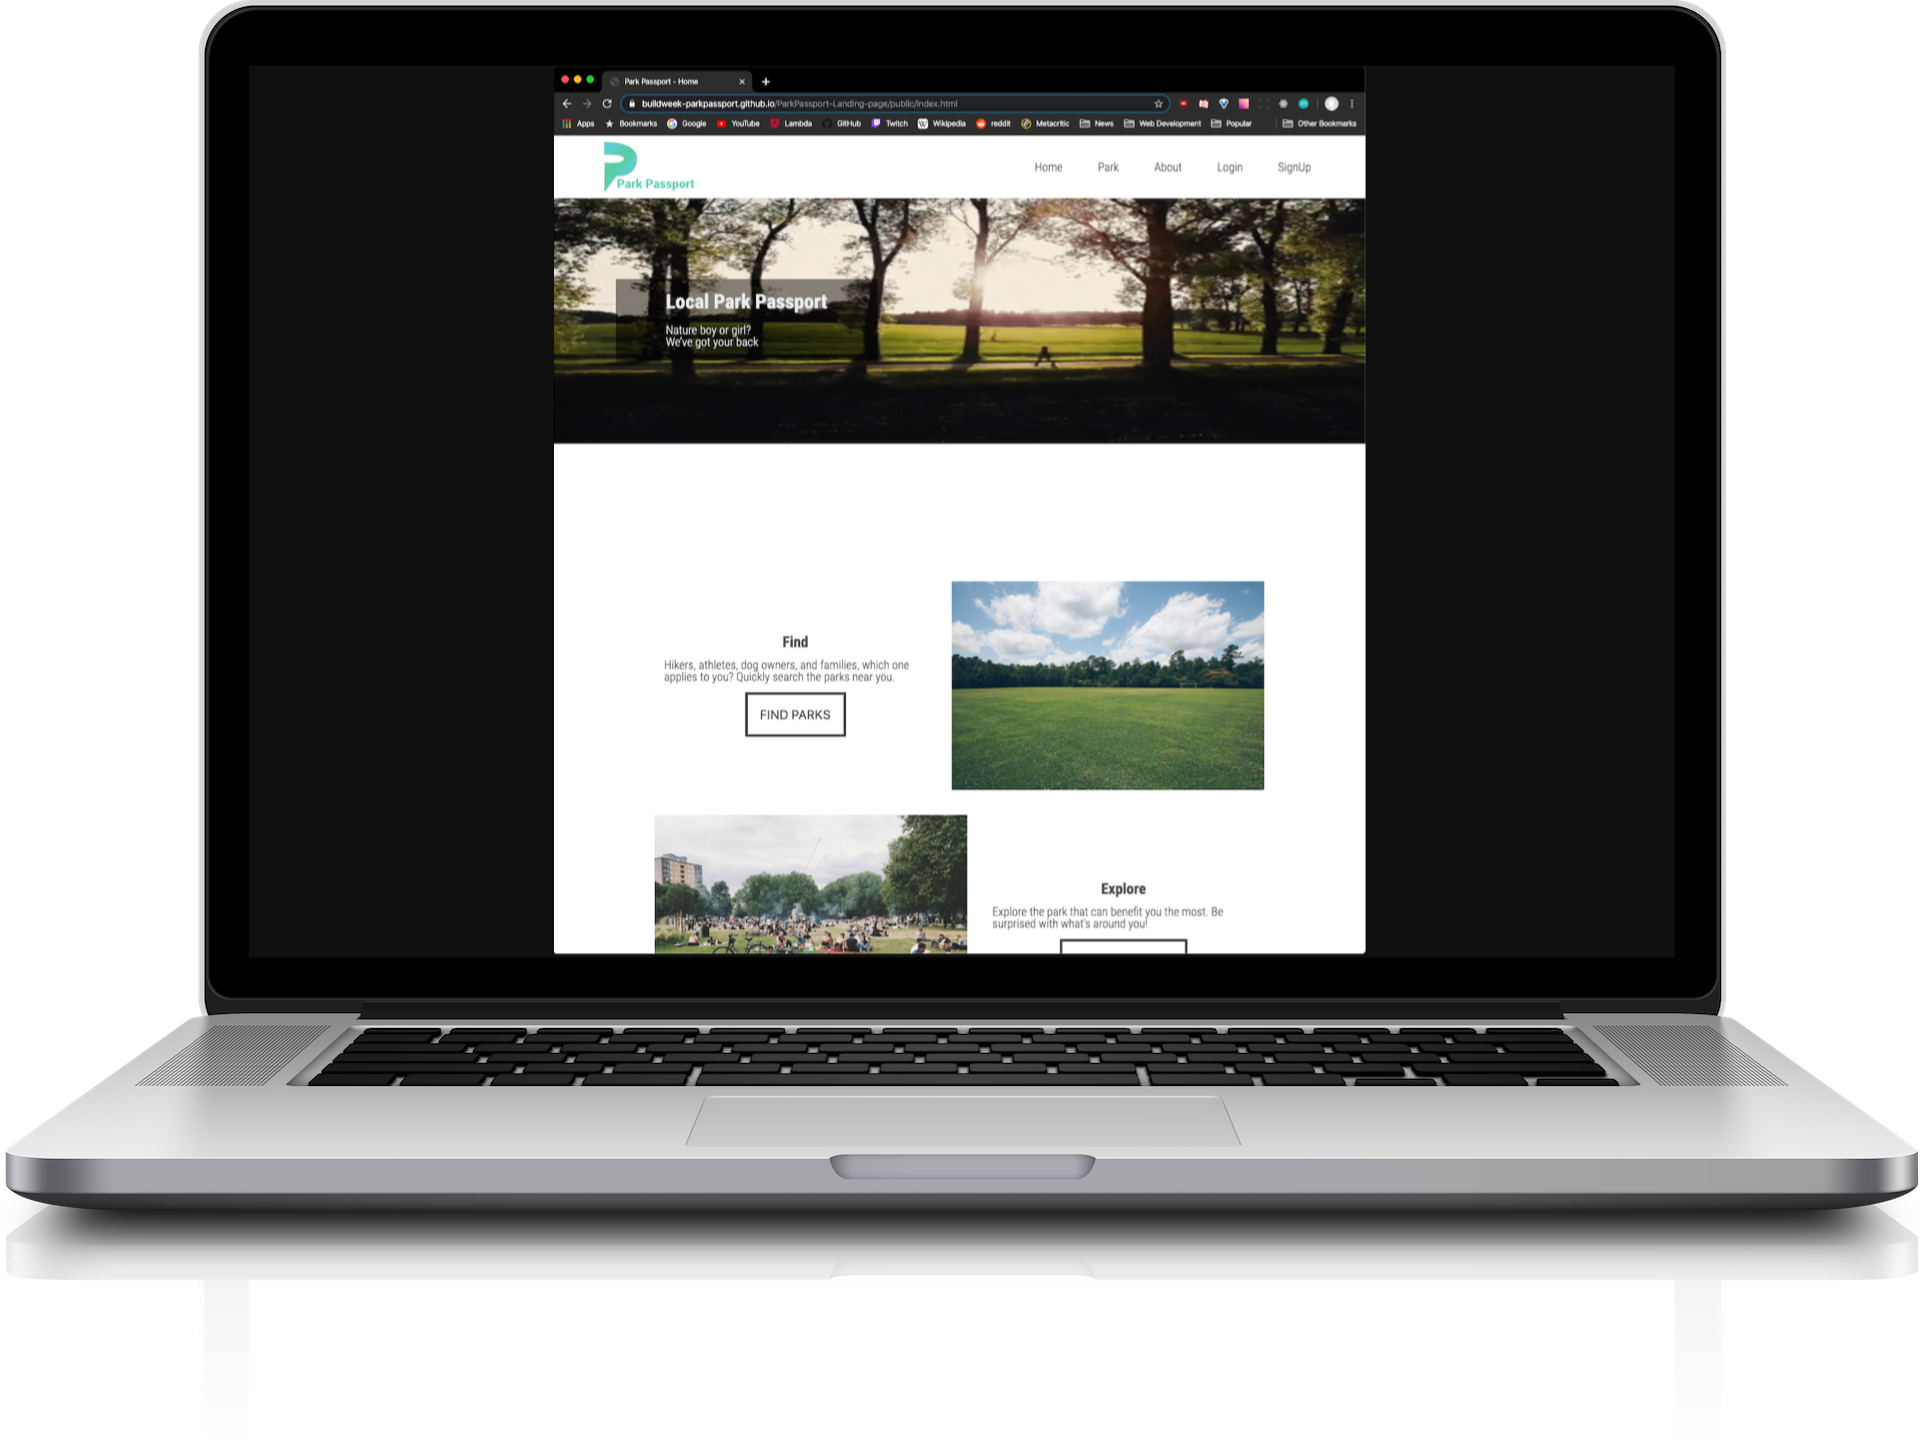 Park Passport - Home
buildweek-parkpassport.github.io/ParkPassport-Landing-page/public/index.html
Apps Bookmarks Google YouTube Lambda GitHub Twitch Wikipedia reddit Metacritic News Web Development Popular Other Bookmarks
Park Passport
Home Park About Login SignUp
Local Park Passport
Nature boy or girl?
We've got your back
Find
Hikers, athletes, dog owners, and families, which one
applies to you? Quickly search the parks near you.
FIND PARKS
Explore
Explore the park that can benefit you the most. Be
surprised with what's around you!